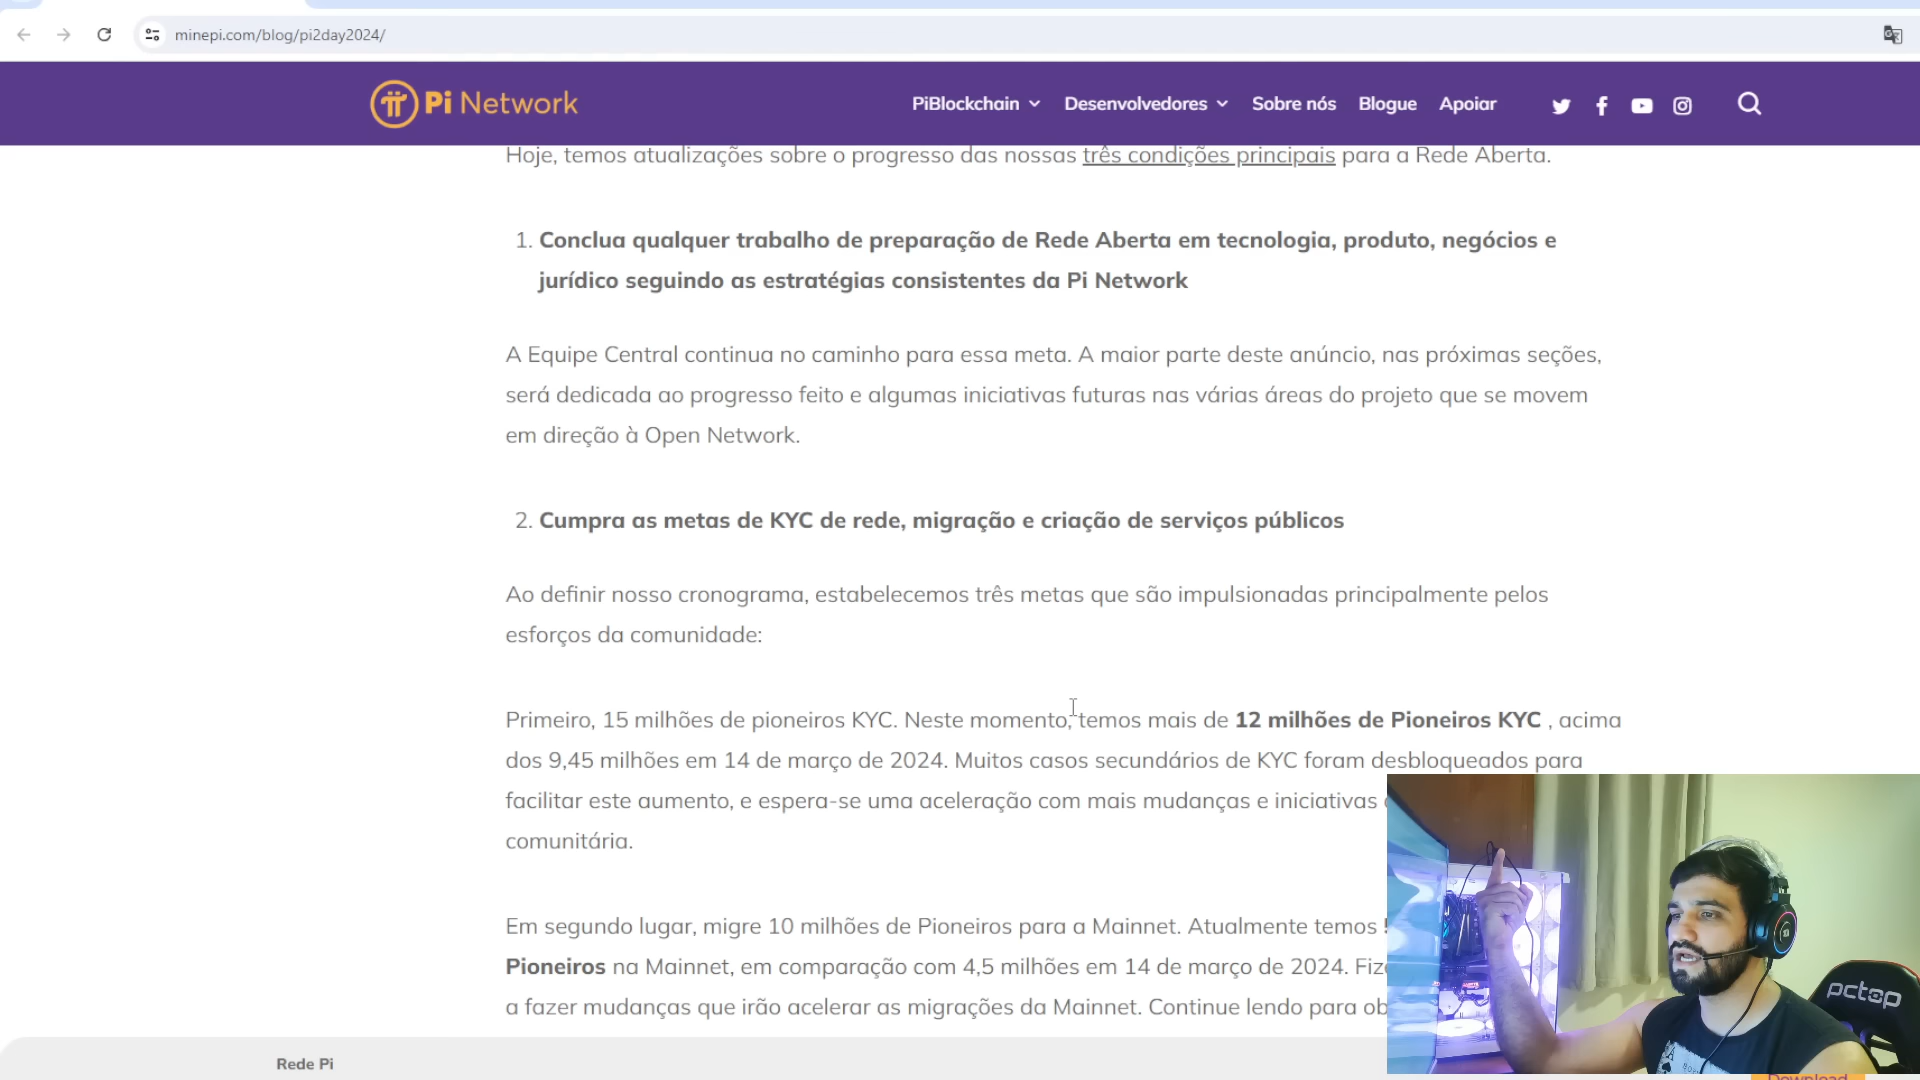 minepi.com/blog/pi2day2024/
Pi Network
PiBlockchain
Desenvolvedores
Sobre nós
Blogue
Apoiar
Hoje, temos atualizações sobre o progresso das nossas três condições principais para a Rede Aberta.
1. Conclua qualquer trabalho de preparação de Rede Aberta em tecnologia, produto, negócios e
jurídico seguindo as estratégias consistentes da Pi Network
A Equipe Central continua no caminho para essa meta. A maior parte deste anúncio, nas próximas seções,
será dedicada ao progresso feito e algumas iniciativas futuras nas várias áreas do projeto que se movem
em direção à Open Network.
2. Cumpra as metas de KYC de rede, migração e criação de serviços públicos
Ao definir nosso cronograma, estabelecemos três metas que são impulsionadas principalmente pelos
esforços da comunidade:
Primeiro, 15 milhões de pioneiros KYC. Neste momento, temos mais de 12 milhões de Pioneiros KYC , acima
dos 9,45 milhões em 14 de março de 2024. Muitos casos secundários de KYC foram desbloqueados para
facilitar este aumento, e espera-se uma aceleração com mais mudanças e iniciativas
comunitária.
Em segundo lugar, migre 10 milhões de Pioneiros para a Mainnet. Atualmente temos
Pioneiros na Mainnet, em comparação com 4,5 milhões em 14 de março de 2024.
a fazer mudanças que irão acelerar as migrações da Mainnet. Continue lendo para
pctop
Rede Pi
Download